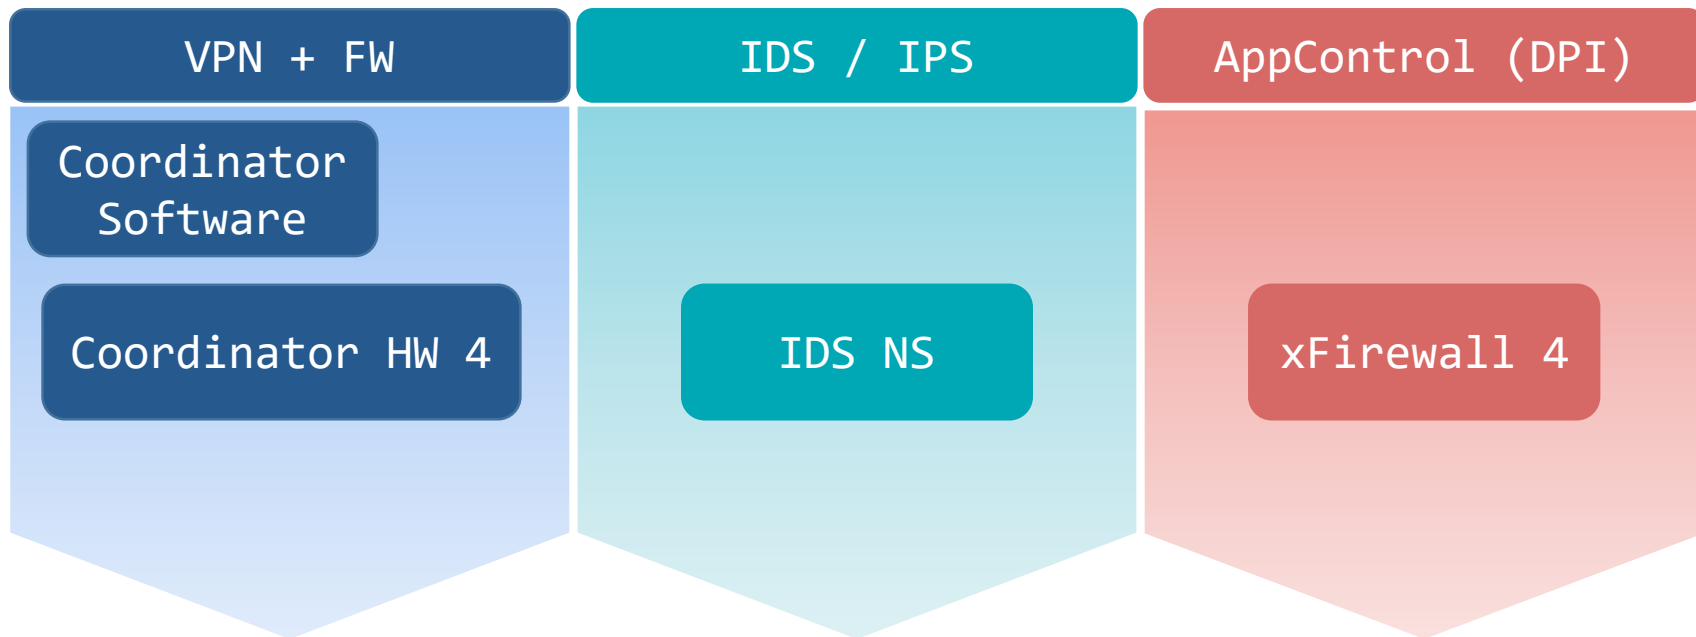 VPN + FW
IDS / IPS
AppControl (DPI)
Coordinator
Software
Coordinator HW 4
IDS NS
xFirewall 4